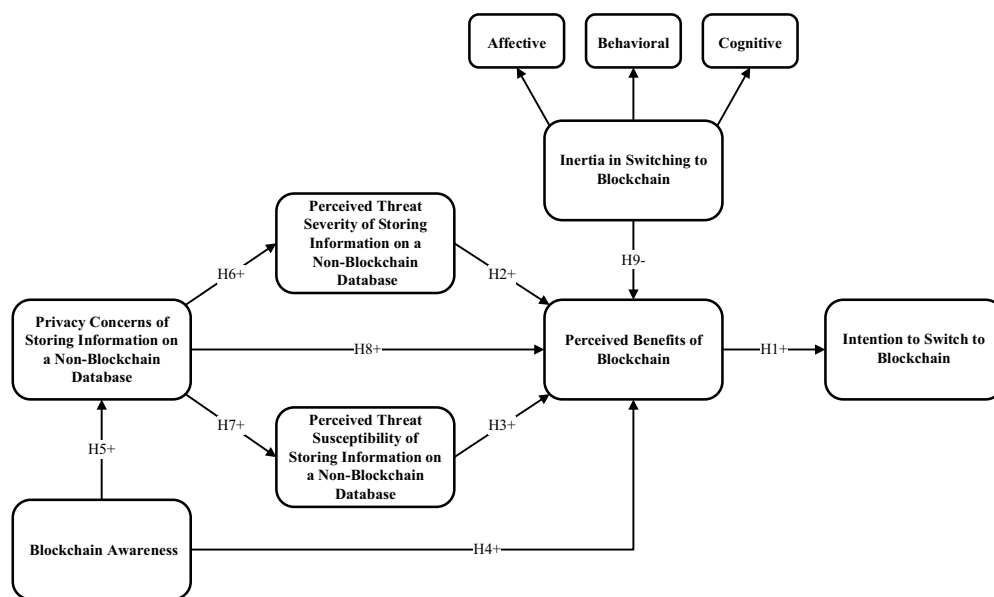 Affective
Behavioral
Cognitive
Inertia in Switching to
Blockchain
Perceived Threat
Severity of Storing
Information on a
Non-Blockchain
Database
H6+
H2+
H9-
Privacy Concerns of
Storing Information on
a Non-Blockchain
Database
H8+
Perceived Benefits of
Blockchain
H1+
Intention to Switch to
Blockchain
H7+
H3+
Perceived Threat
Susceptibility of
Storing Information on
a Non-Blockchain
Database
H5+
Blockchain Awareness
H4+